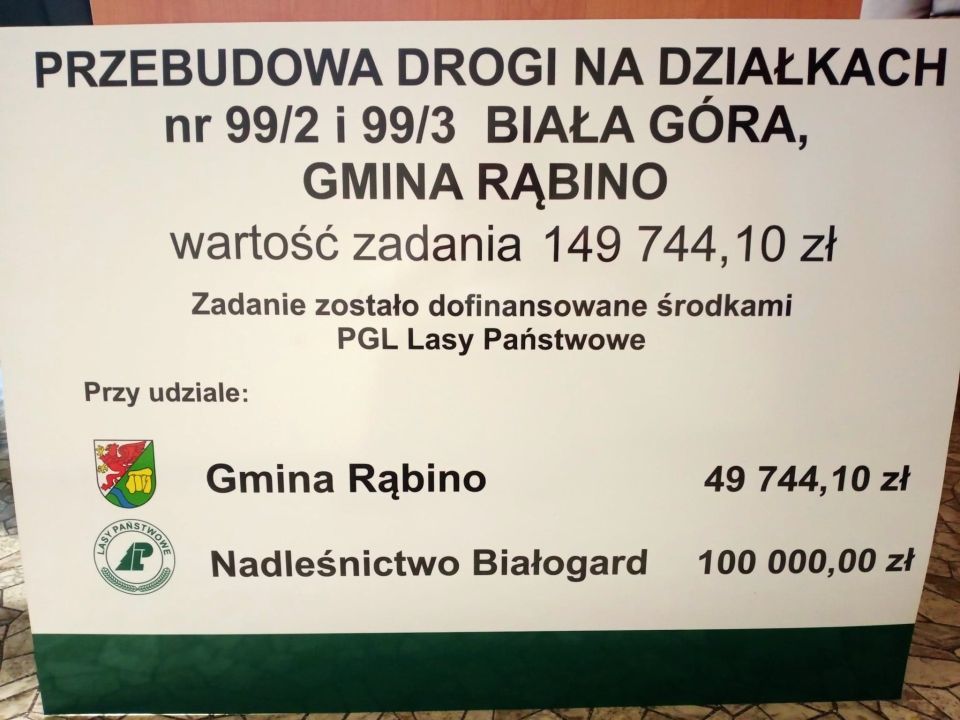 PRZEBUDOWA DROGI NA DZIAŁKACH
nr 99/2 i 99/3 BIAŁA GÓRA,
GMINA RĄBINO
wartość zadania 149 744,10 zł
Zadanie zostało dofinansowane środkami
PGL Lasy Państwowe
Przy udziale:
Gmina Rąbino 49 744,10 zł
LASY PAŃSTWOWE
Nadleśnictwo Białogard 100 000,00 zł